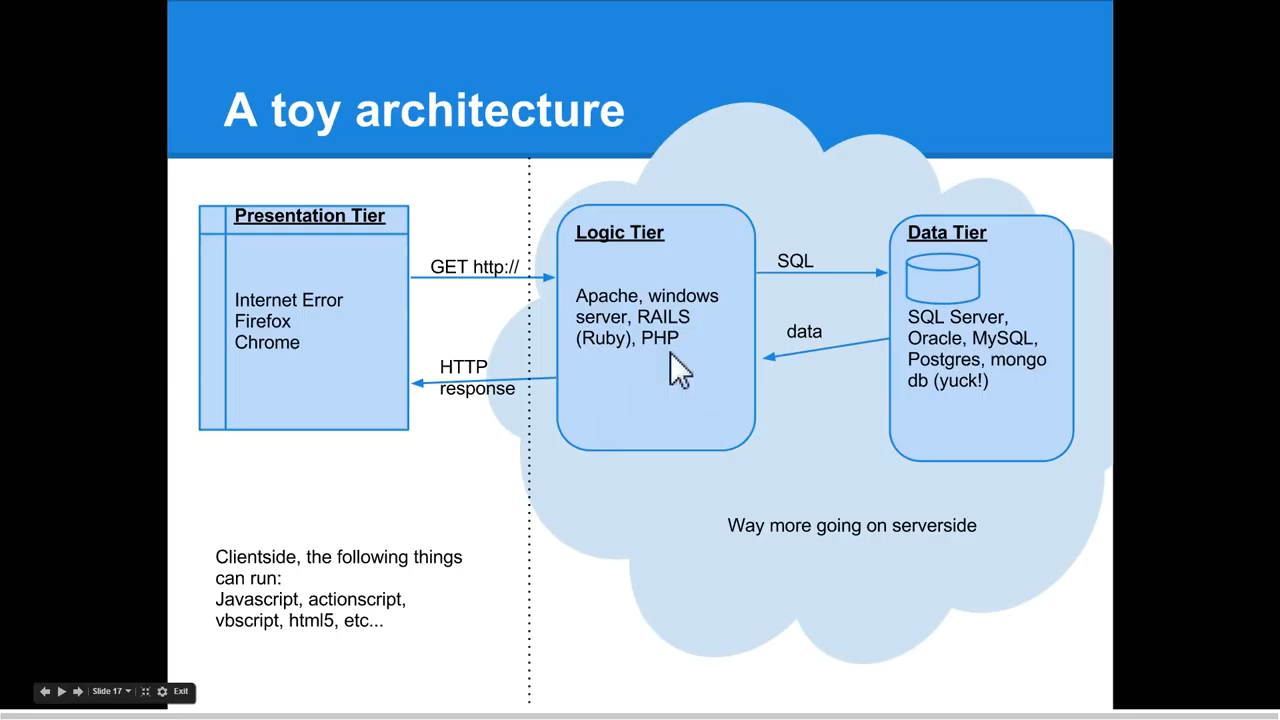 A toy architecture
Presentation Tier
Internet Error
Firefox
Chrome
GET http://
HTTP
response
Logic Tier
Apache, windows
server, RAILS
(Ruby), PHP
SQL
data
Data Tier
SQL Server,
Oracle, MySQL,
Postgres, mongo
db (yuck!)
Way more going on serverside
Clientside, the following things
can run:
Javascript, actionscript,
vbscript, html5, etc...
Slide 17
Exit